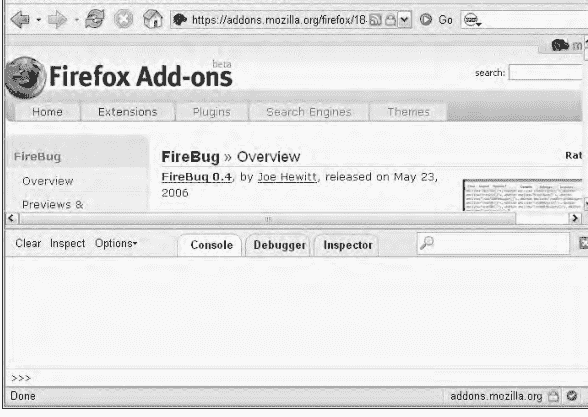 https://addons.mozilla.org/firefox/18 Go
beta
Firefox Add-ons search:
Home Extensions Plugins Search Engines Themes
FireBug
Overview
Previews &
FireBug » Overview Rat
FireBug 0.4, by Joe Hewitt, released on May 23,
2006
Clear Inspect Options Console Debugger Inspector
>>>
Done addons.mozilla.org